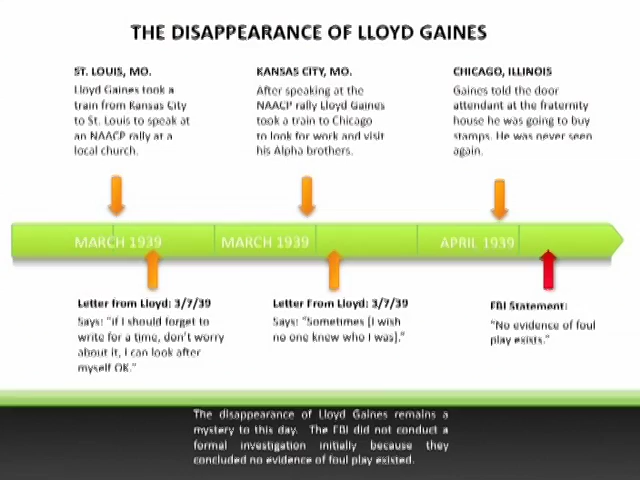 THE DISAPPEARANCE OF LLOYD GAINES
ST. LOUIS, MO.
Lloyd Gaines took a
train from Kansas City
to St. Louis to speak at
an NAACP rally at a
local church.
KANSAS CITY, MO.
After speaking at the
NAACP rally Lloyd Gaines
took a train to Chicago
to look for work and visit
his Alpha brothers.
CHICAGO, ILLINOIS
Gaines told the door
attendant at the fraternity
house he was going to buy
stamps. He was never seen
again.
MARCH 1939
MARCH 1939
APRIL 1939
Letter from Lloyd: 3/7/39
Says: "If I should forget to
write for a time, don't worry
about it, I can look after
myself OK."
Letter From Lloyd: 3/7/39
Says: "Sometimes [I wish
no one knew who I was]."
FBI Statement:
"No evidence of foul
play exists."
The disappearance of Lloyd Gaines remains a
mystery to this day. The FBI did not conduct a
formal investigation initially because they
concluded no evidence of foul play existed.